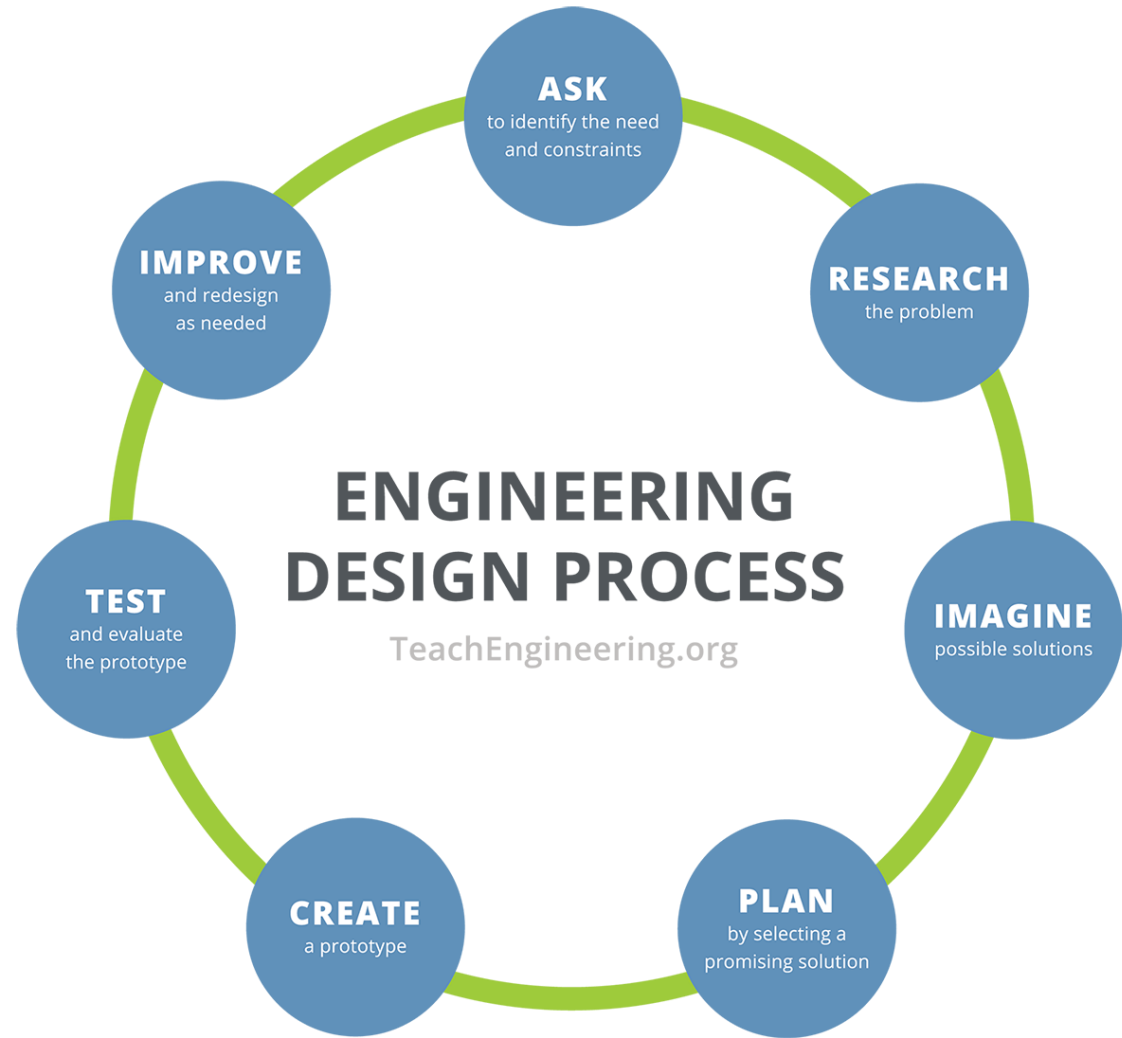 ASK
to identify the need
and constraints
RESEARCH
the problem
IMAGINE
possible solutions
PLAN
by selecting a
promising solution
CREATE
a prototype
TEST
and evaluate
the prototype
IMPROVE
and redesign
as needed
ENGINEERING
DESIGN PROCESS
TeachEngineering.org